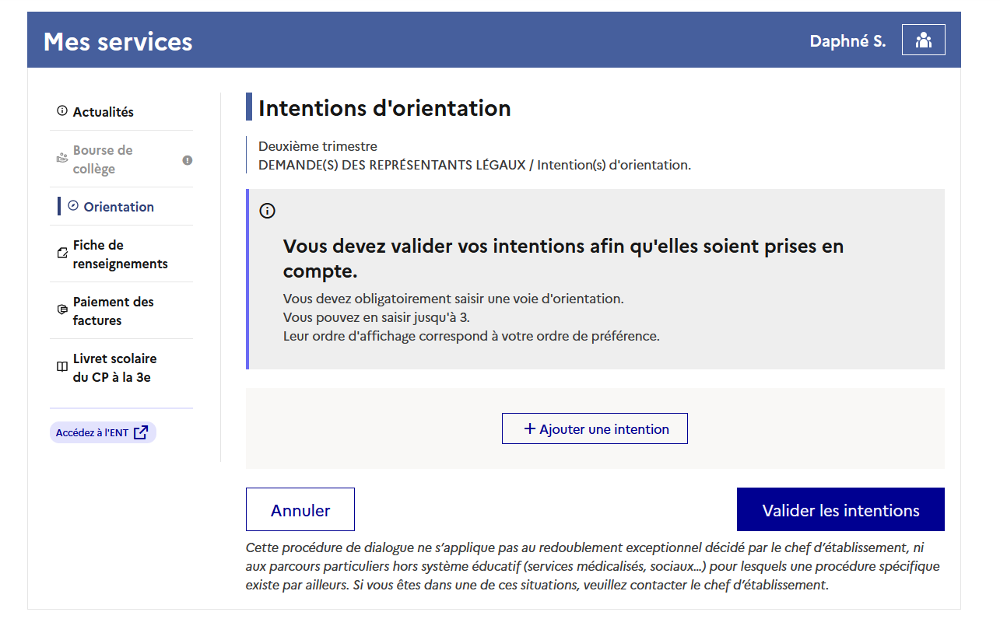 Mes services
Daphné S.
Actualités
Bourse de
collège
Orientation
Fiche de
renseignements
Paiement des
factures
Livret scolaire
du CP à la 3e
Accédez à l'ENT
Intentions d'orientation
Deuxième trimestre
DEMANDE(S) DES REPRÉSENTANTS LÉGAUX / Intention(s) d'orientation.
Vous devez valider vos intentions afin qu'elles soient prises en
compte.
Vous devez obligatoirement saisir une voie d'orientation.
Vous pouvez en saisir jusqu'à 3.
Leur ordre d'affichage correspond à votre ordre de préférence.
+ Ajouter une intention
Annuler
Valider les intentions
Cette procédure de dialogue ne s’applique pas au redoublement exceptionnel décidé par le chef d’établissement, ni
aux parcours particuliers hors système éducatif (services médicalisés, sociaux...) pour lesquels une procédure spécifique
existe par ailleurs. Si vous êtes dans une de ces situations, veuillez contacter le chef d’établissement.